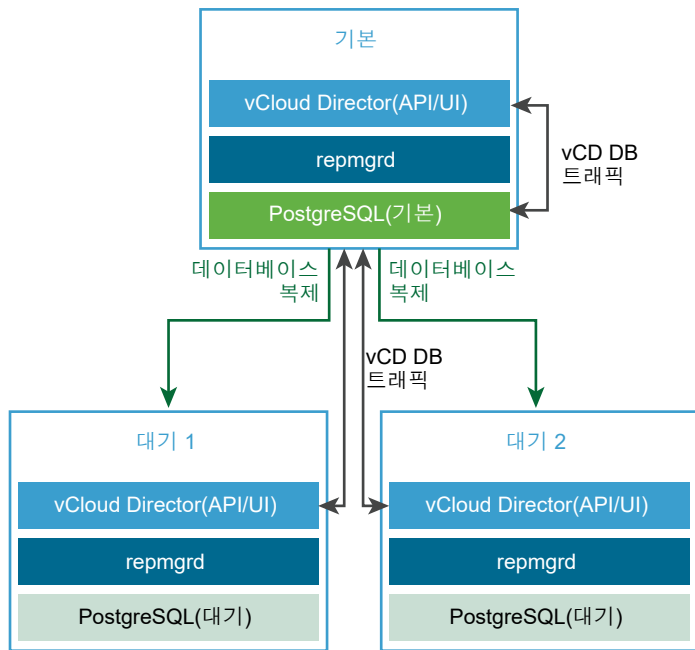 기본
vCloud Director(API/UI)
repmgrd
PostgreSQL(기본)
vCD DB
트래픽
데이터베이스
복제
데이터베이스
복제
vCD DB
트래픽
대기 1
vCloud Director(API/UI)
repmgrd
PostgreSQL(대기)
대기 2
vCloud Director(API/UI)
repmgrd
PostgreSQL(대기)